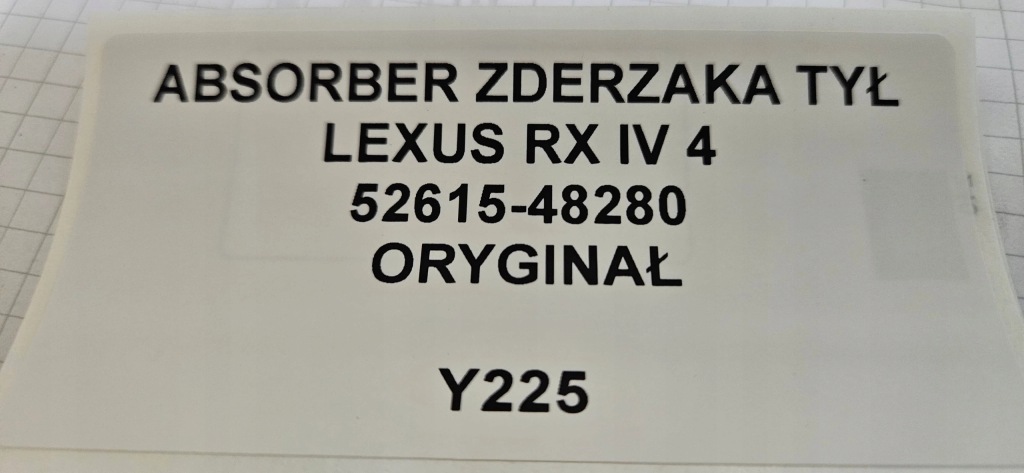 ABSORBER ZDERZAKA TYŁ
LEXUS RX IV 4
52615-48280
ORYGINAŁ
Y225